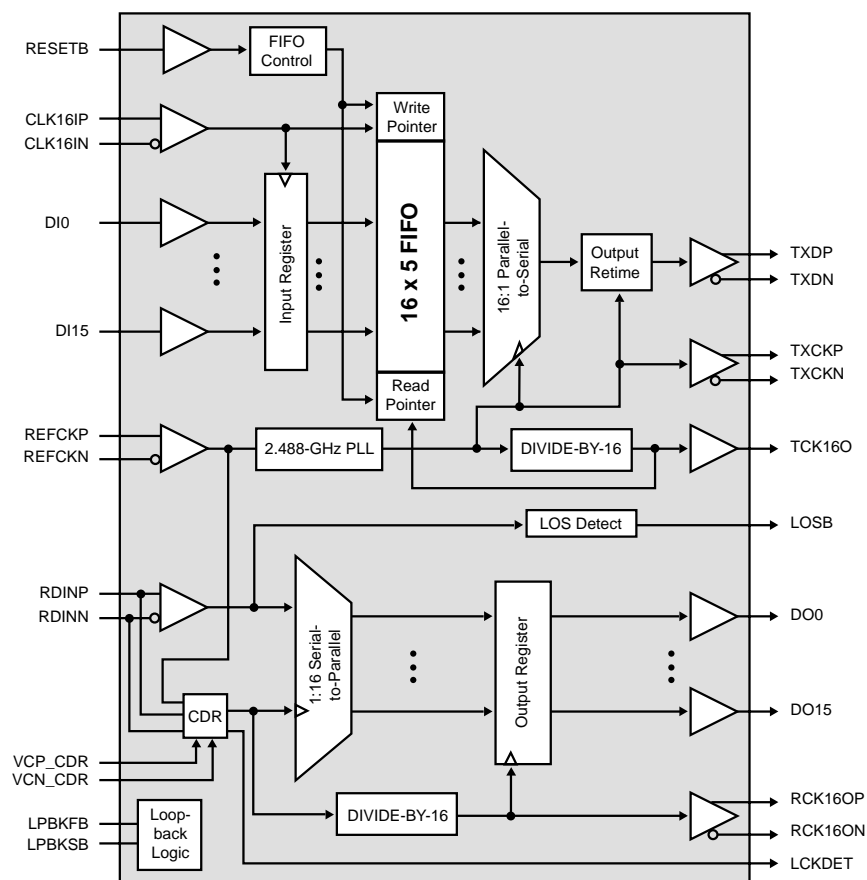 RESETB
FIFO
Control
CLK16IP
CLK16IN
Write
Pointer
DI0
DI15
Input Register
16 x 5 FIFO
16:1 Parallel-
to-Serial
Output
Retime
TXDP
TXDN
TXCKP
TXCKN
Read
Pointer
REFCKP
REFCKN
2.488-GHz PLL
DIVIDE-BY-16
TCK16O
LOS Detect
LOSB
RDINP
RDINN
1:16 Serial-
to-Parallel
Output Register
DO0
DO15
CDR
VCP_CDR
VCN_CDR
DIVIDE-BY-16
RCK16OP
RCK16ON
LPBKFB
LPBKSB
Loop-
back
Logic
LCKDET